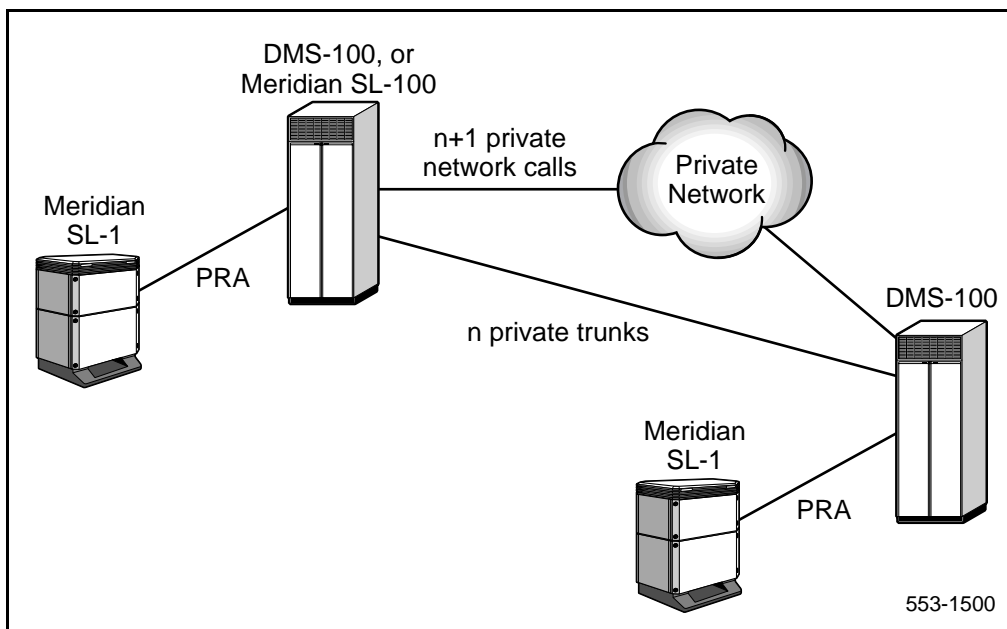 DMS-100, or
Meridian SL-100
n+1 private
network calls
Private
Network
Meridian
SL-1
PRA
DMS-100
n private trunks
Meridian
SL-1
PRA
553-1500